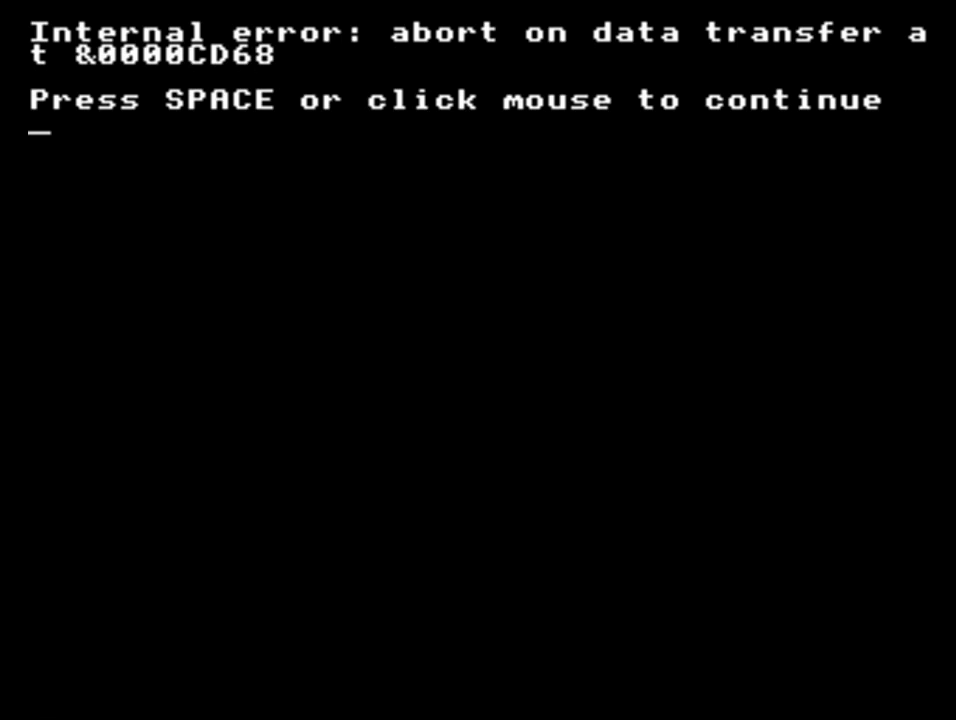 Internal error: abort on data transfer a
t &0000CD68
Press SPACE or click mouse to continue
_